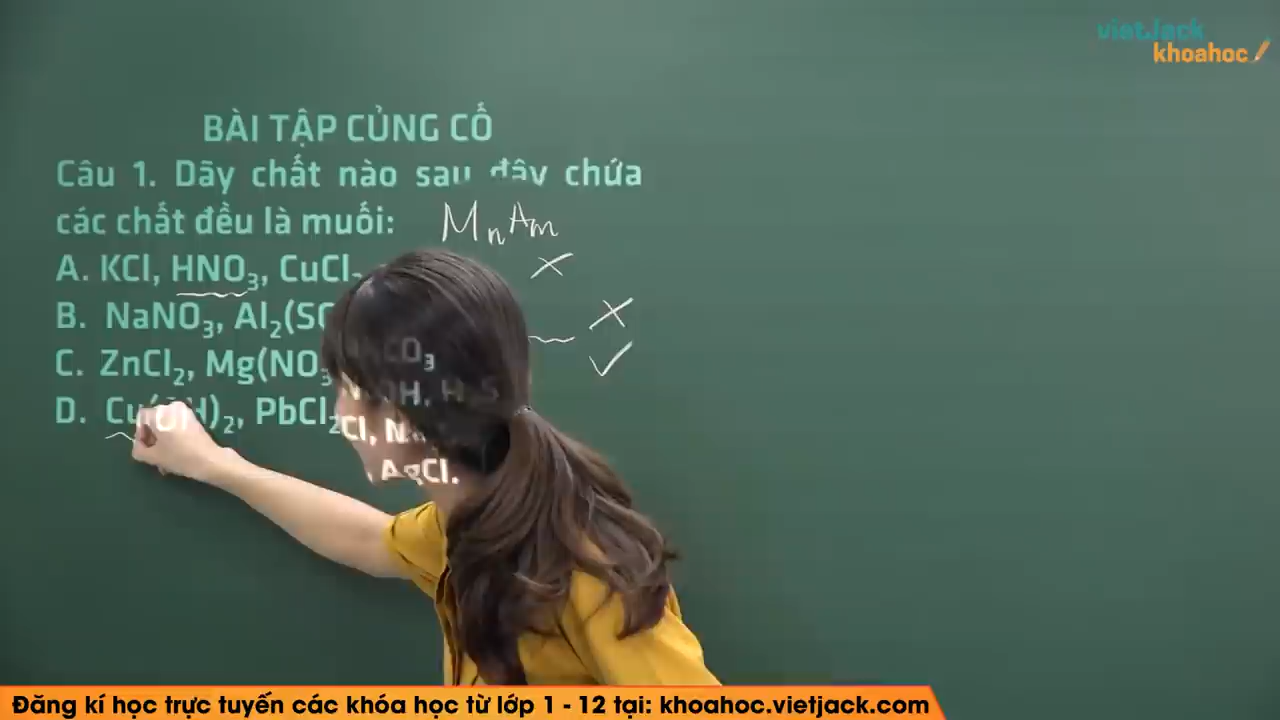 vietJack
khoahoc
BÀI TẬP CỦNG CỐ
Câu 1. Dãy chất nào sau đây chứa
các chất đều là muối: MnAm
A. KCl, HNO₃, CuCl₂
B. NaNO₃, Al₂(SO
C. ZnCl₂, Mg(NO₃
D. Cu(OH)₂, PbCl₂, AgCl.
Đăng kí học trực tuyến các khóa học từ lớp 1 - 12 tại: khoahoc.vietjack.com